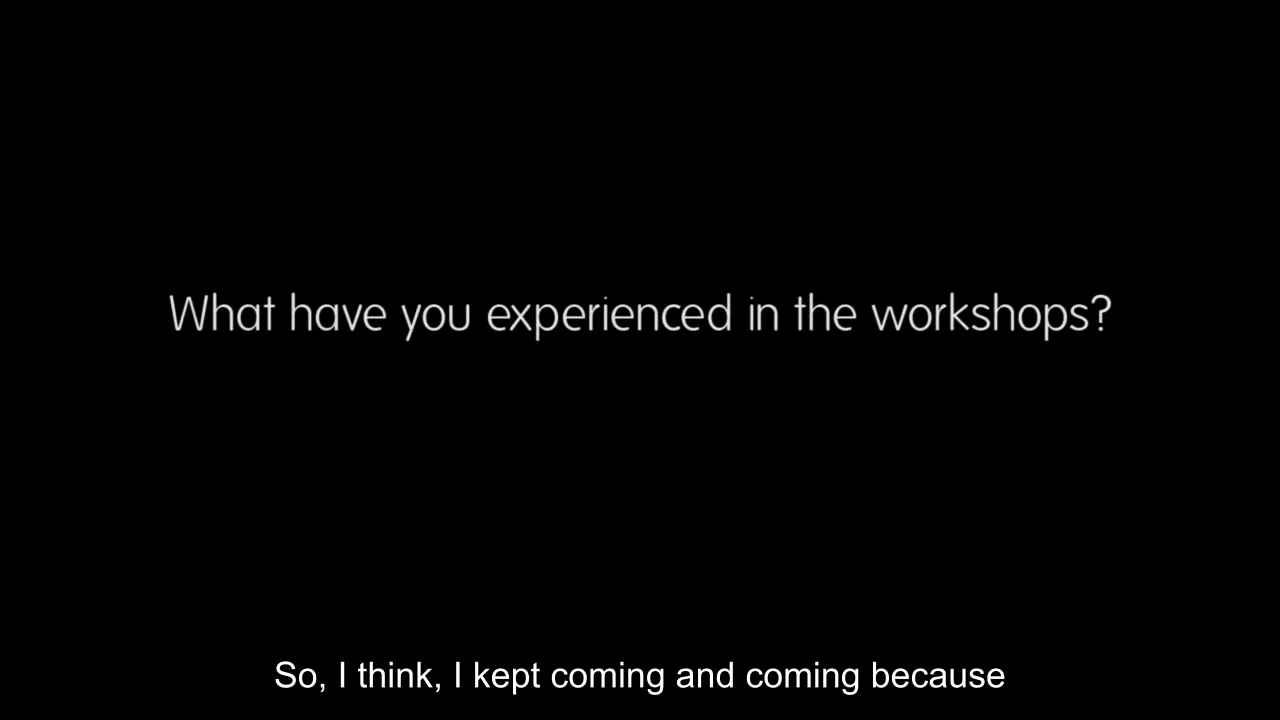 What have you experienced in the workshops?
So, I think, I kept coming and coming because